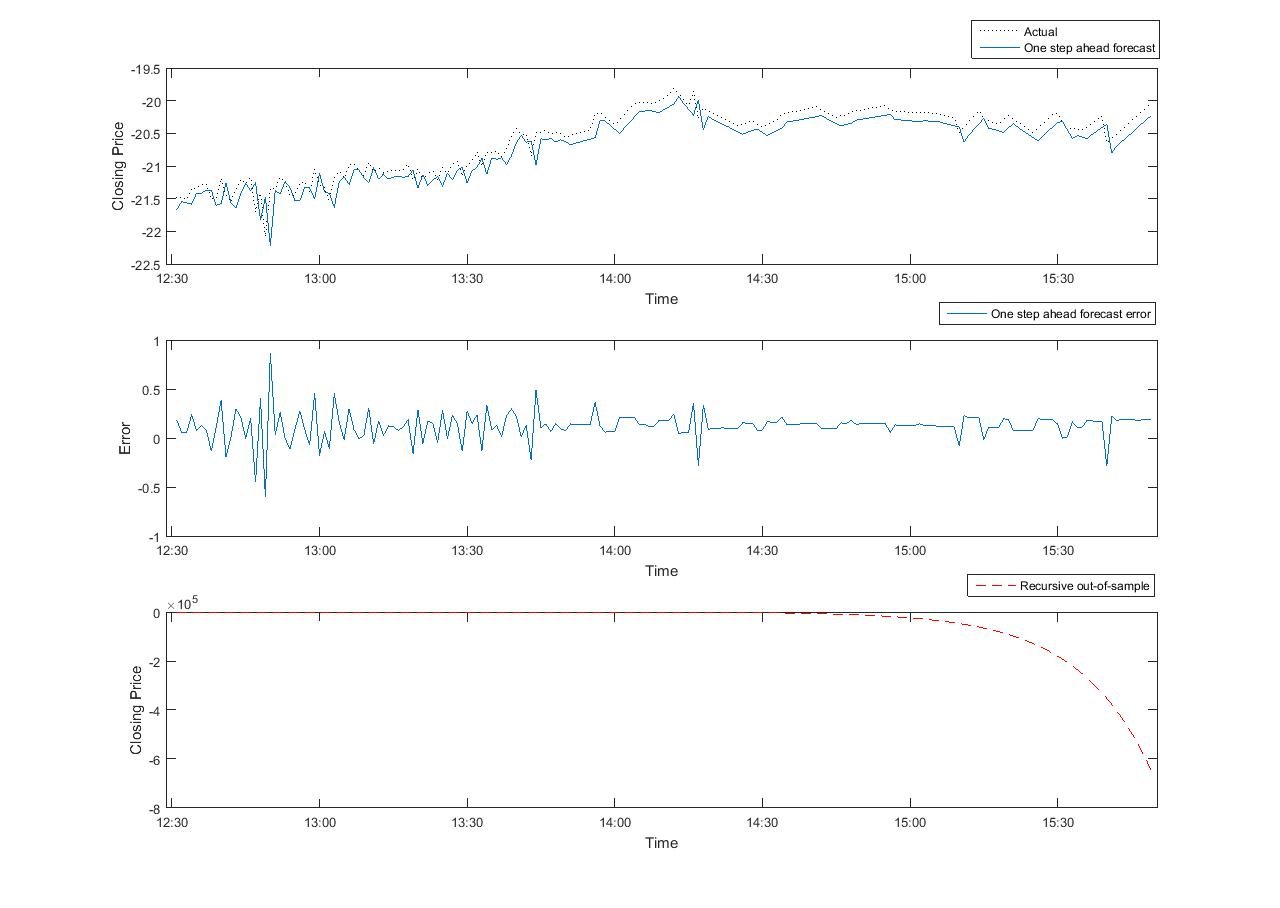 Actual
One step ahead forecast
-19.5
-20
-20.5
-21
-21.5
-22
-22.5
Closing Price
12:30 13:00 13:30 14:00 14:30 15:00 15:30
Time
One step ahead forecast error
1
0.5
0
-0.5
-1
Error
12:30 13:00 13:30 14:00 14:30 15:00 15:30
Time
Recursive out-of-sample
×10^5
0
-2
-4
-6
-8
Closing Price
12:30 13:00 13:30 14:00 14:30 15:00 15:30
Time